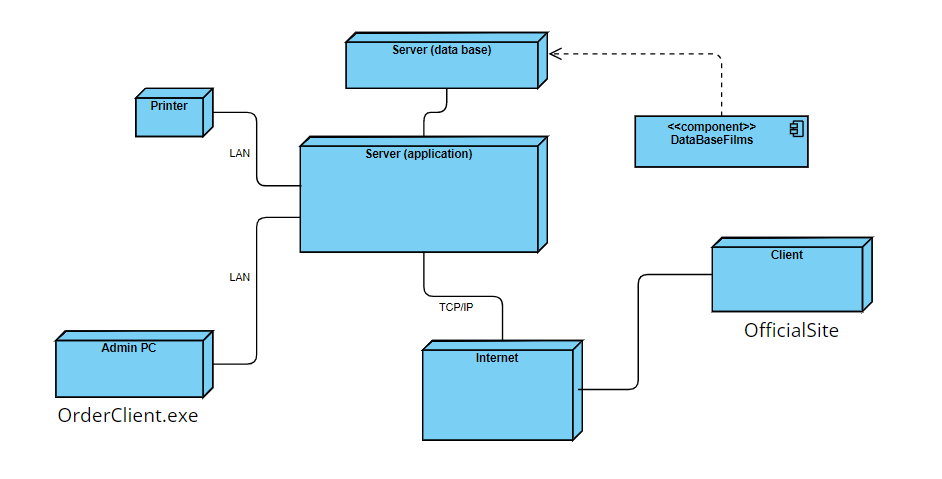 Server (data base)
Printer
<<component>>
DataBaseFilms
LAN
Server (application)
Client
LAN
TCP/IP
OfficialSite
Admin PC
Internet
OrderClient.exe